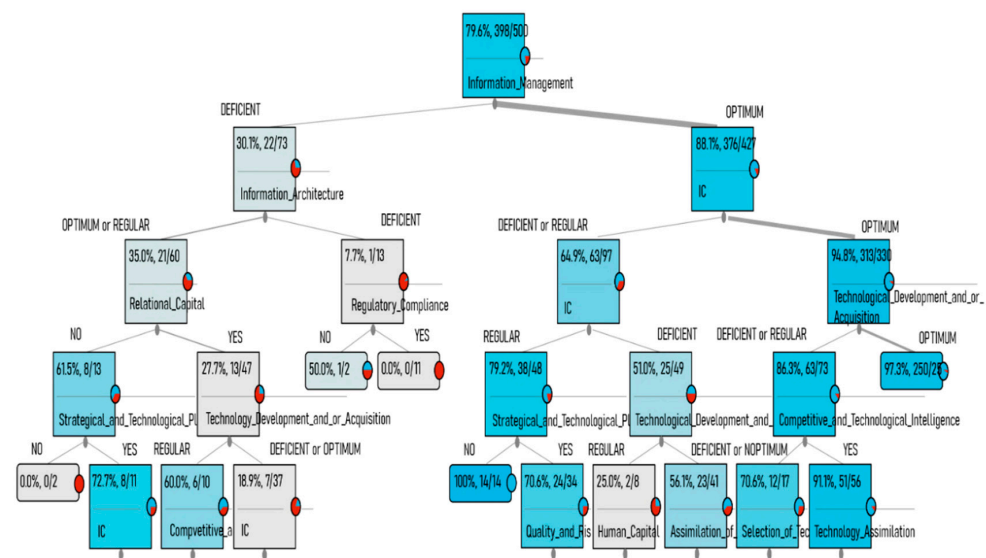 79.6%, 398/500
Information_Management
DEFICIENT
OPTIMUM
30.1%, 22/73
Information_Architecture
88.1%, 376/427
IC
OPTIMUM or REGULAR
DEFICIENT
DEFICIENT or REGULAR
OPTIMUM
35.0%, 21/60
Relational_Capital
7.7%, 1/13
Regulatory_Compliance
64.9%, 63/97
IC
94.8%, 313/330
Technological_Development_and_or_
Acquisition
NO
YES
NO
YES
REGULAR
DEFICIENT
DEFICIENT or REGULAR
OPTIMUM
61.5%, 8/13
Strategical_and_Technological_Pl
27.7%, 13/47
Technology_Development_and_or_Acquisition
50.0%, 1/2
0.0%, 0/11
79.2%, 38/48
Strategical_and_Technological_Pl
51.0%, 25/49
Technological_Development_and_
86.3%, 63/73
Competitive_and_Technological_Intelligence
97.3%, 250/25
NO
YES
REGULAR
DEFICIENT or OPTIMUM
NO
YES
REGULAR
DEFICIENT or NOPTIMUM
YES
0.0%, 0/2
72.7%, 8/11
IC
60.0%, 6/10
Compvetitive_a
18.9%, 7/37
IC
100%, 14/14
70.6%, 24/34
Quality_and_Ris
25.0%, 2/8
Human_Capital
56.1%, 23/41
Assimilation_of_
70.6%, 12/17
Selection_of_Tec
91.1%, 51/56
Technology_Assimilation